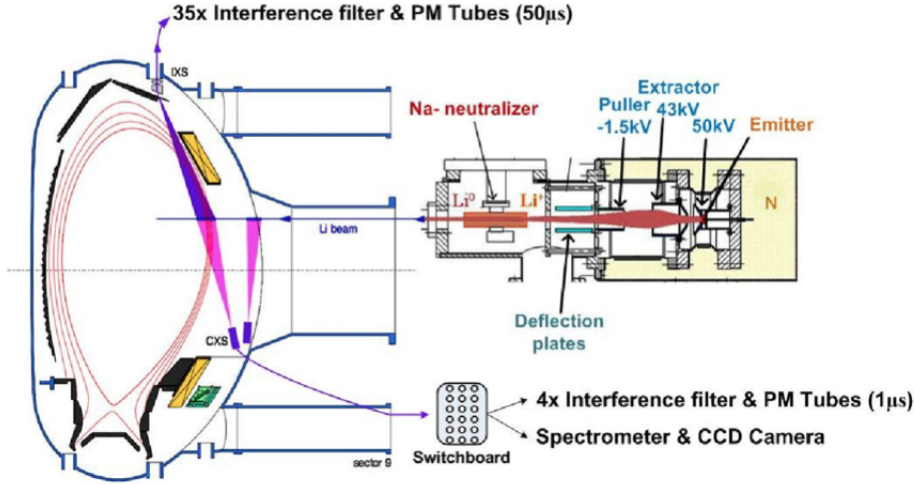 35x Interference filter & PM Tubes (50μs)
IXS
Na- neutralizer
Extractor
Puller 43kV
-1.5kV 50kV Emitter
Li⁰ Li⁺
N
Li beam
Deflection
plates
CXS
4x Interference filter & PM Tubes (1μs)
Spectrometer & CCD Camera
Switchboard
sector 9